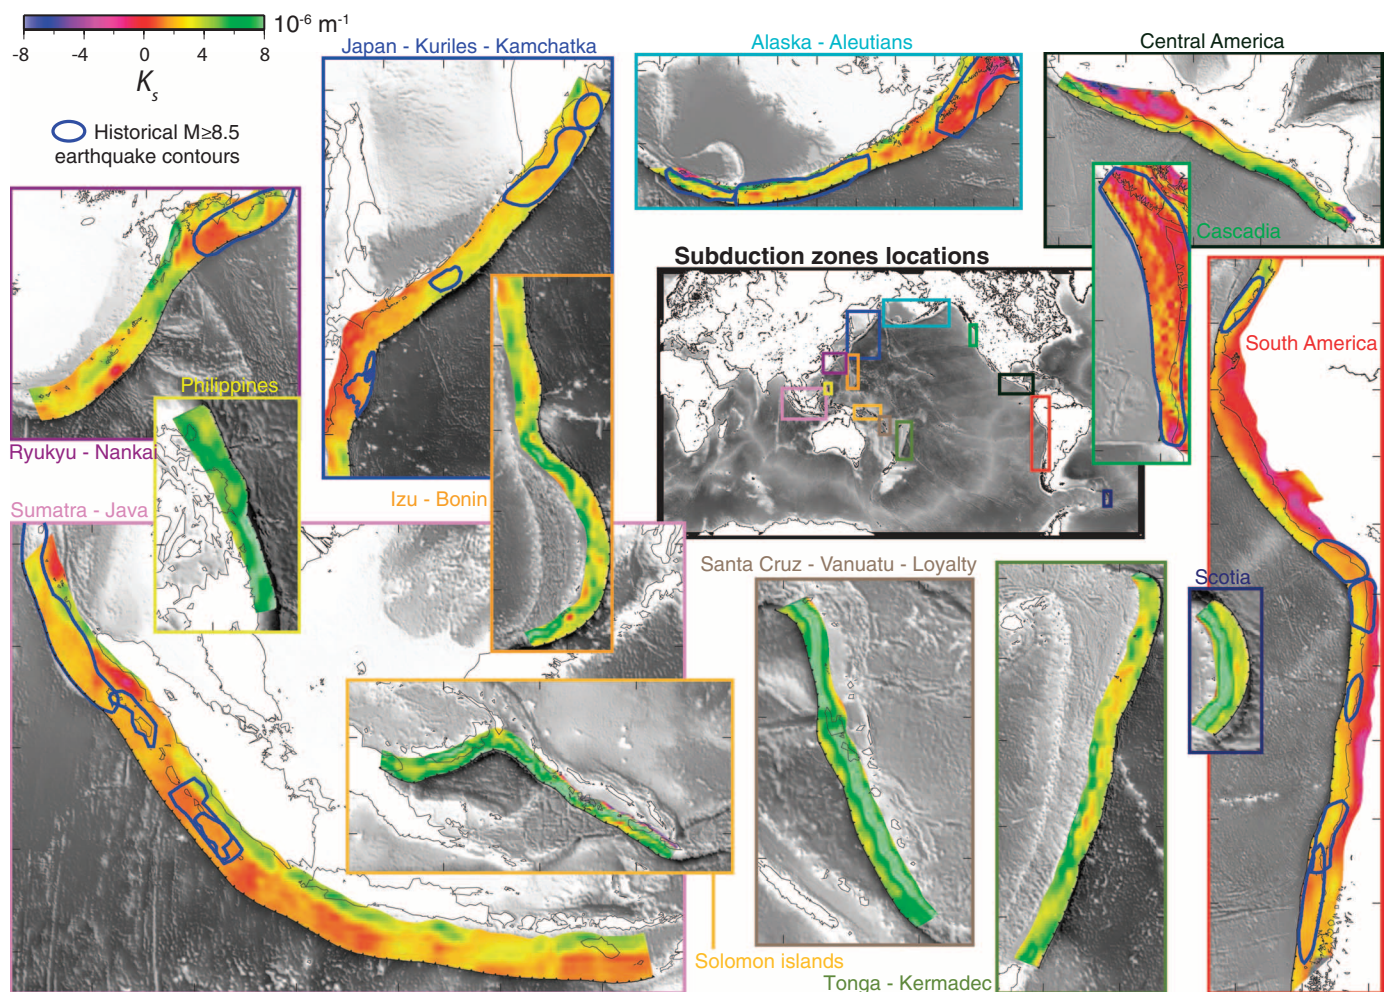 10⁻⁶ m⁻¹
-8 -4 0 4 8
Kₛ
Historical M≥8.5
earthquake contours
Japan - Kuriles - Kamchatka
Alaska - Aleutians
Central America
Cascadia
Subduction zones locations
South America
Philippines
Ryukyu - Nankai
Izu - Bonin
Sumatra - Java
Santa Cruz - Vanuatu - Loyalty
Scotia
Solomon islands
Tonga - Kermadec